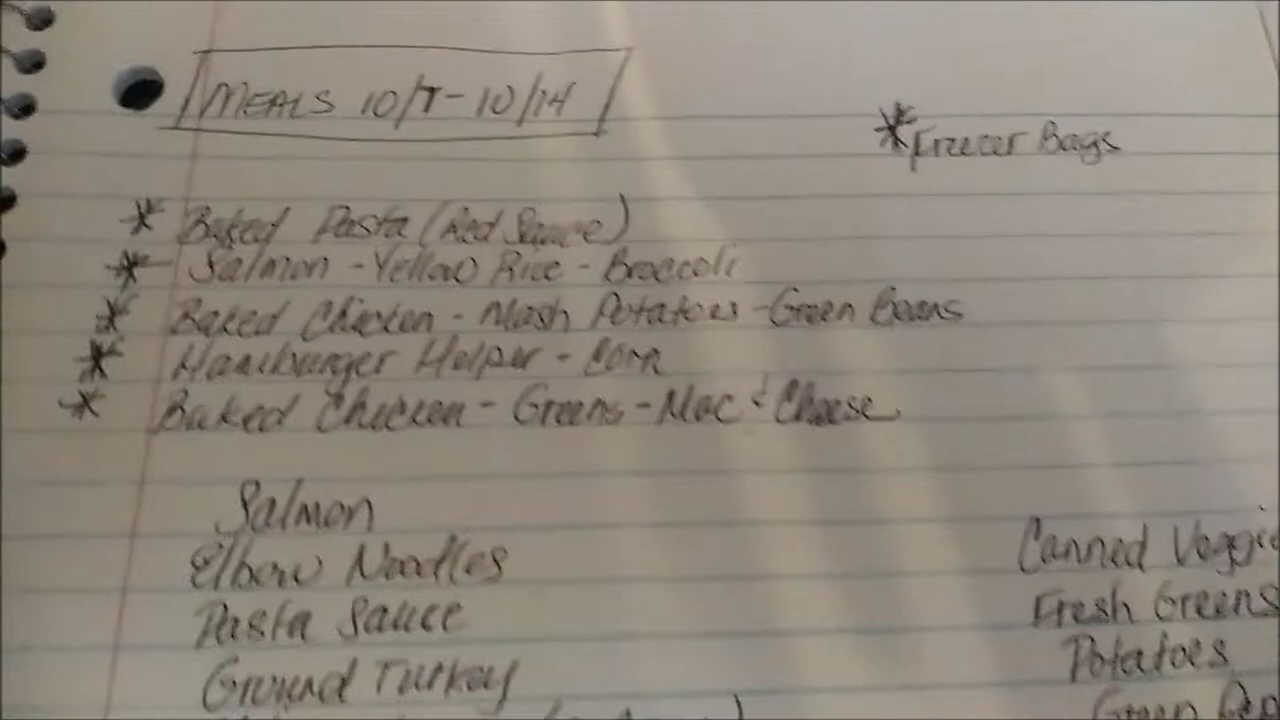 MEALS 10/7-10/14
*Freezer Bags
* Baked Pasta (Red Sauce)
* Salmon - Yellow Rice - Broccoli
* Baked Chicken - Mash Potatoes - Green Beans
* Hamburger Helper - Corn
* Baked Chicken - Greens - Mac & Cheese
Salmon
Elbow Noodles
Pasta Sauce
Ground Turkey
Canned Veggie
Fresh Greens
Potatoes
Green